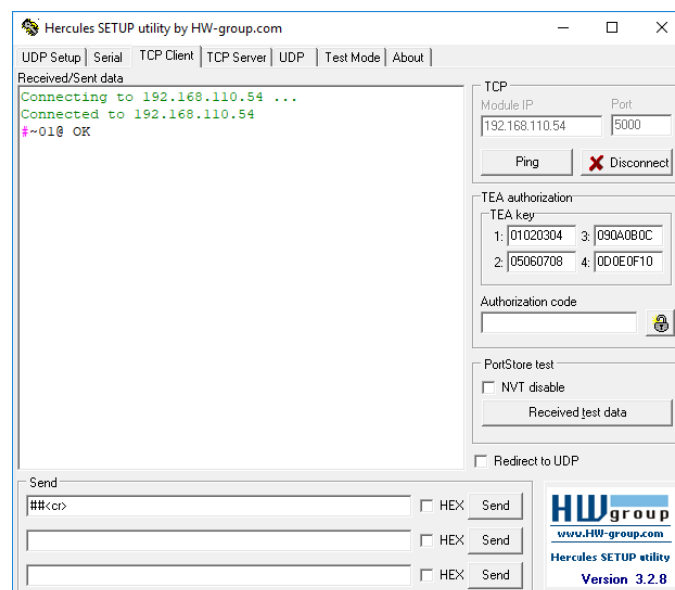 Hercules SETUP utility by HW-group.com
UDP Setup Serial TCP Client TCP Server UDP Test Mode About
Received/Sent data
Connecting to 192.168.110.54 ...
Connected to 192.168.110.54
#~01@ OK
TCP
Module IP Port
192.168.110.54 5000
Ping Disconnect
TEA authorization
TEA key
1: 01020304 3: 090A0B0C
2: 05060708 4: 0D0E0F10
Authorization code
PortStore test
NVT disable
Received test data
Redirect to UDP
Send
##<cr> HEX Send
HEX Send
HEX Send
HW group
www.HW-group.com
Hercules SETUP utility
Version 3.2.8